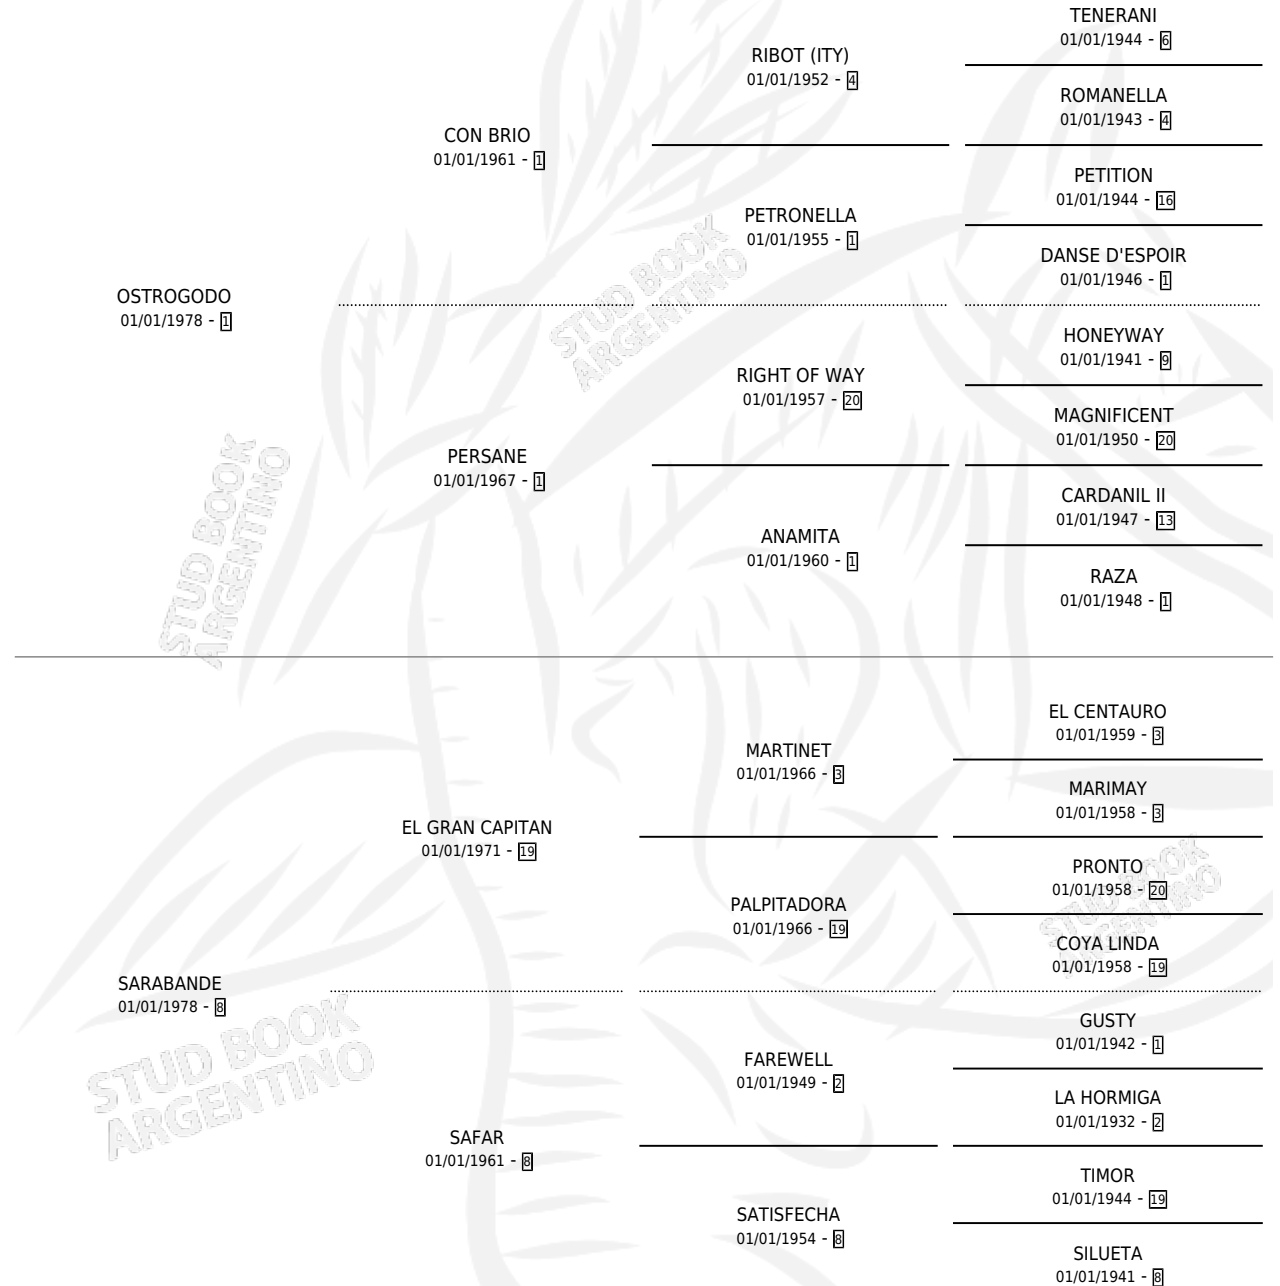 TENERANI
01/01/1944 - 6
RIBOT (ITY)
01/01/1952 - 4
ROMANELLA
01/01/1943 - 4
CON BRIO
01/01/1961 - 1
PETITION
01/01/1944 - 16
PETRONELLA
01/01/1955 - 1
DANSE D'ESPOIR
01/01/1946 - 1
OSTROGODO
01/01/1978 - 1
HONEYWAY
01/01/1941 - 9
RIGHT OF WAY
01/01/1957 - 20
MAGNIFICENT
01/01/1950 - 20
PERSANE
01/01/1967 - 1
CARDANIL II
01/01/1947 - 13
ANAMITA
01/01/1960 - 1
RAZA
01/01/1948 - 1
EL CENTAURO
01/01/1959 - 3
MARTINET
01/01/1966 - 3
MARIMAY
01/01/1958 - 3
EL GRAN CAPITAN
01/01/1971 - 19
PRONTO
01/01/1958 - 20
PALPITADORA
01/01/1966 - 19
COYA LINDA
01/01/1958 - 19
SARABANDE
01/01/1978 - 8
GUSTY
01/01/1942 - 1
FAREWELL
01/01/1949 - 2
LA HORMIGA
01/01/1932 - 2
SAFAR
01/01/1961 - 8
TIMOR
01/01/1944 - 19
SATISFECHA
01/01/1954 - 8
SILUETA
01/01/1941 - 8
STUD BOOK
ARGENTINO
STUD BOOK
ARGENTINO
STUD BOOK
ARGENTINO
STUD BOOK
ARGENTINO